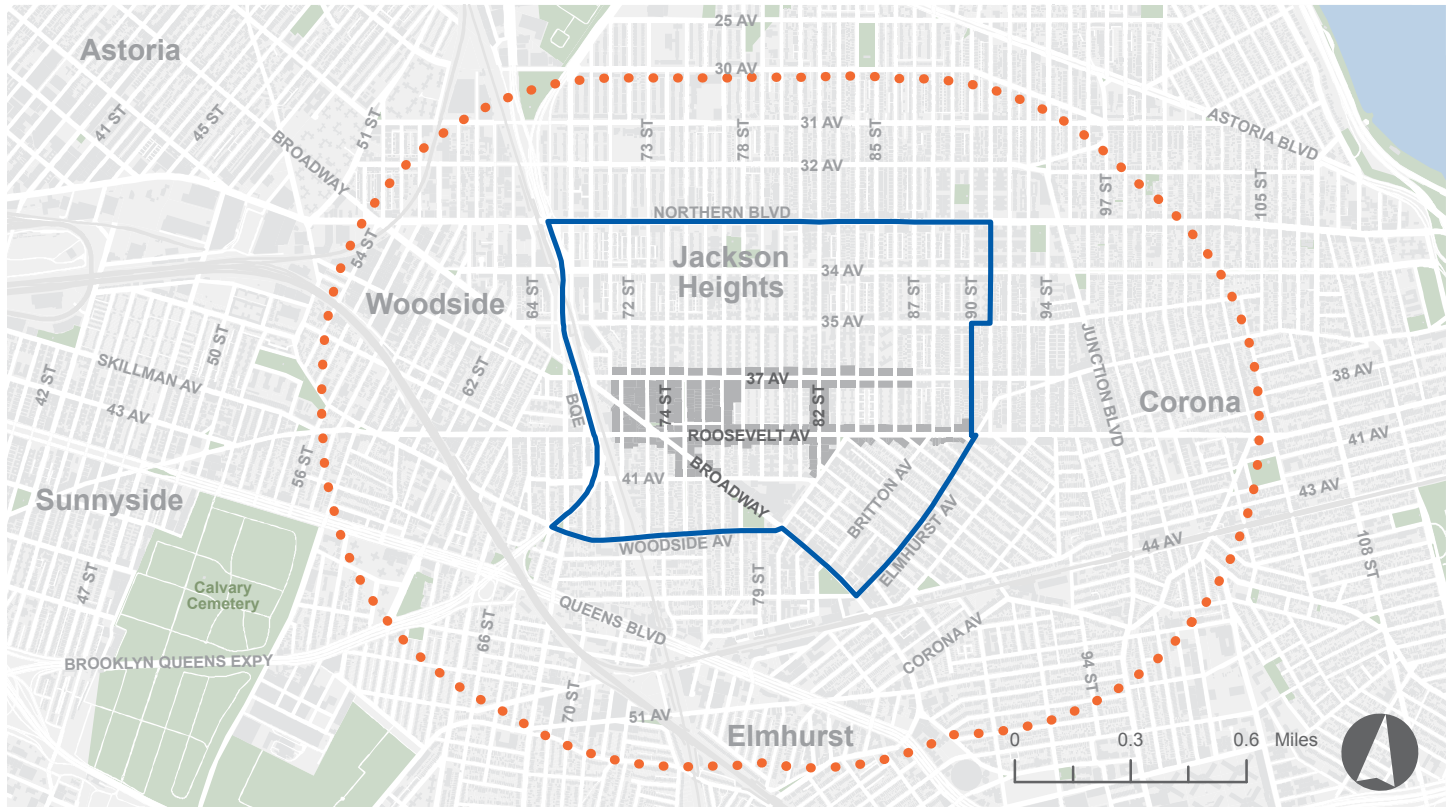 25 AV
Astoria
30 AV
41 ST
45 ST
51 ST
BROADWAY
73 ST
78 ST
31 AV
85 ST
ASTORIA BLVD
32 AV
97 ST
105 ST
NORTHERN BLVD
54 ST
Jackson
Heights
34 AV
Woodside
64 ST
72 ST
87 ST
90 ST
94 ST
35 AV
50 ST
SKILLMAN AV
62 ST
JUNCTION BLVD
42 ST
37 AV
38 AV
43 AV
BQE
74 ST
82 ST
Corona
ROOSEVELT AV
41 AV
56 ST
41 AV
Sunnyside
BROADWAY
BRITTON AV
43 AV
ELMHURST AV
WOODSIDE AV
44 AV
108 ST
47 ST
Calvary
Cemetery
79 ST
QUEENS BLVD
66 ST
CORONA AV
BROOKLYN QUEENS EXPY
94 ST
70 ST
51 AV
Elmhurst
0 0.3 0.6 Miles